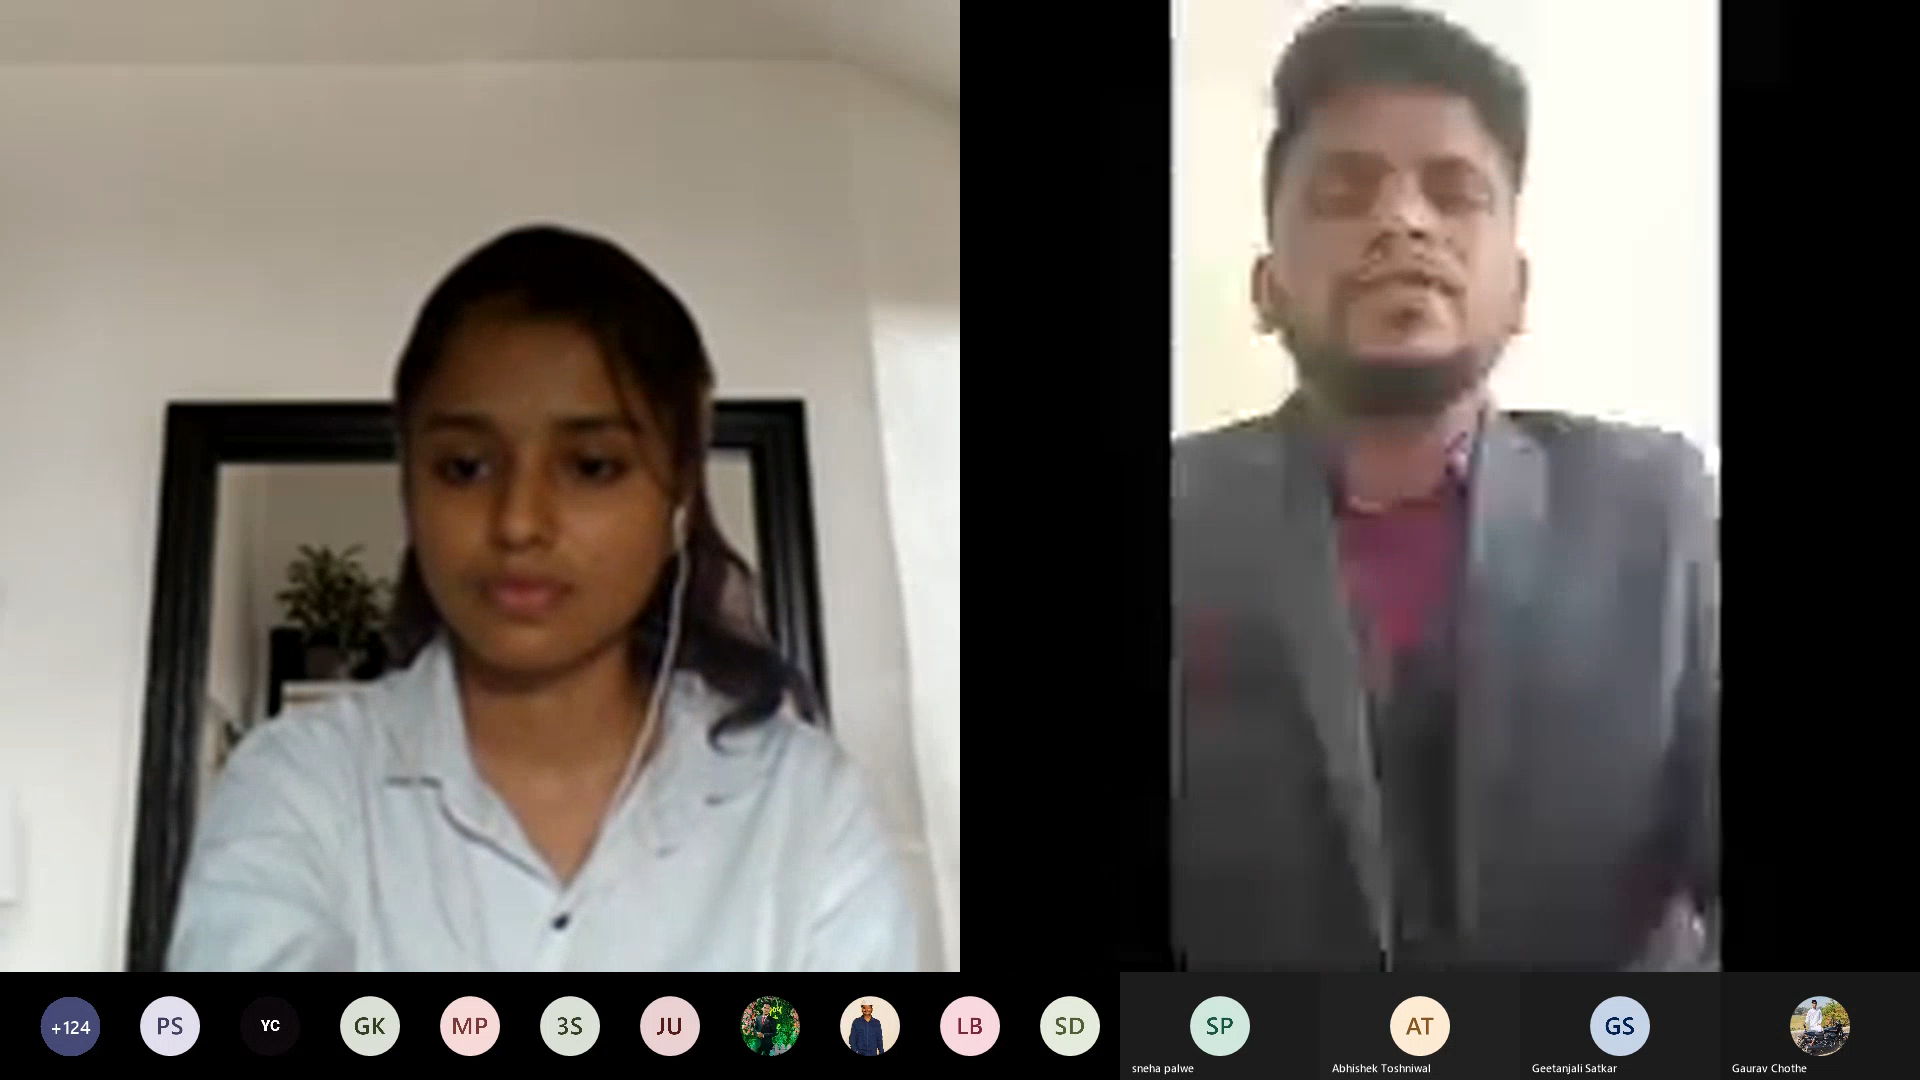 +124
PS
YC
GK
MP
3S
JU
LB
SD
SP
AT
GS
sneha palwe
Abhishek Toshniwal
Geetanjali Satkar
Gaurav Chothe